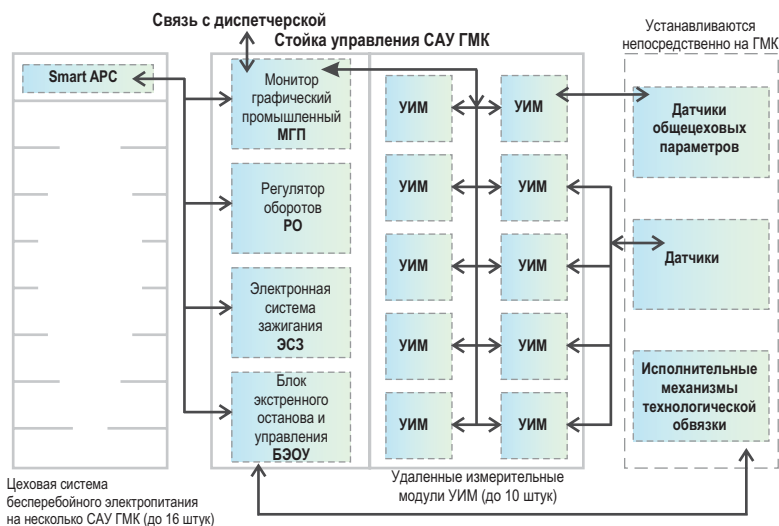 Связь с диспетчерской
Стойка управления САУ ГМК
Устанавливаются
непосредственно на ГМК
Smart APC
Монитор
графический
промышленный
МГП
Регулятор
оборотов
РО
Электронная
система
зажигания
ЭСЗ
Блок
экстренного
останова и
управления
БЭОУ
УИМ
УИМ
УИМ
УИМ
УИМ
УИМ
УИМ
УИМ
УИМ
УИМ
Датчики
общецеховых
параметров
Датчики
Исполнительные
механизмы
технологической
обвязки
Цеховая система
бесперебойного электропитания
на несколько САУ ГМК (до 16 штук)
Удаленные измерительные
модули УИМ (до 10 штук)